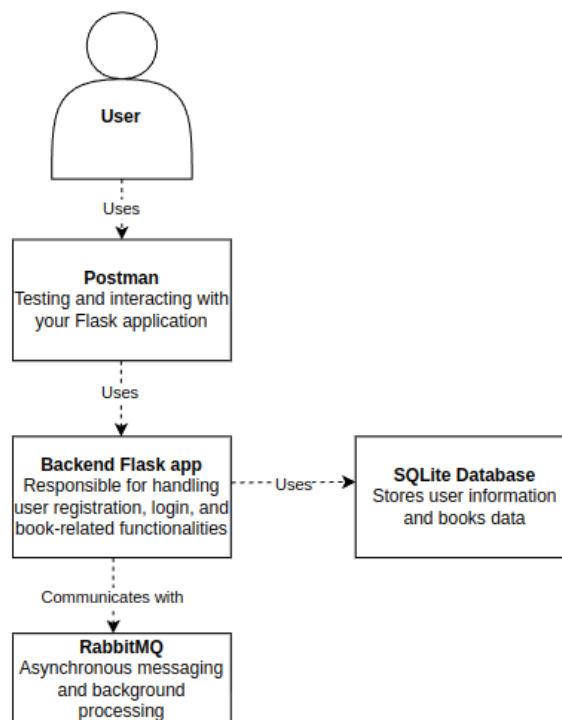 User
Uses
Postman
Testing and interacting with
your Flask application
Uses
Backend Flask app
Responsible for handling
user registration, login, and
book-related functionalities
Uses
SQLite Database
Stores user information
and books data
Communicates with
RabbitMQ
Asynchronous messaging
and background
processing